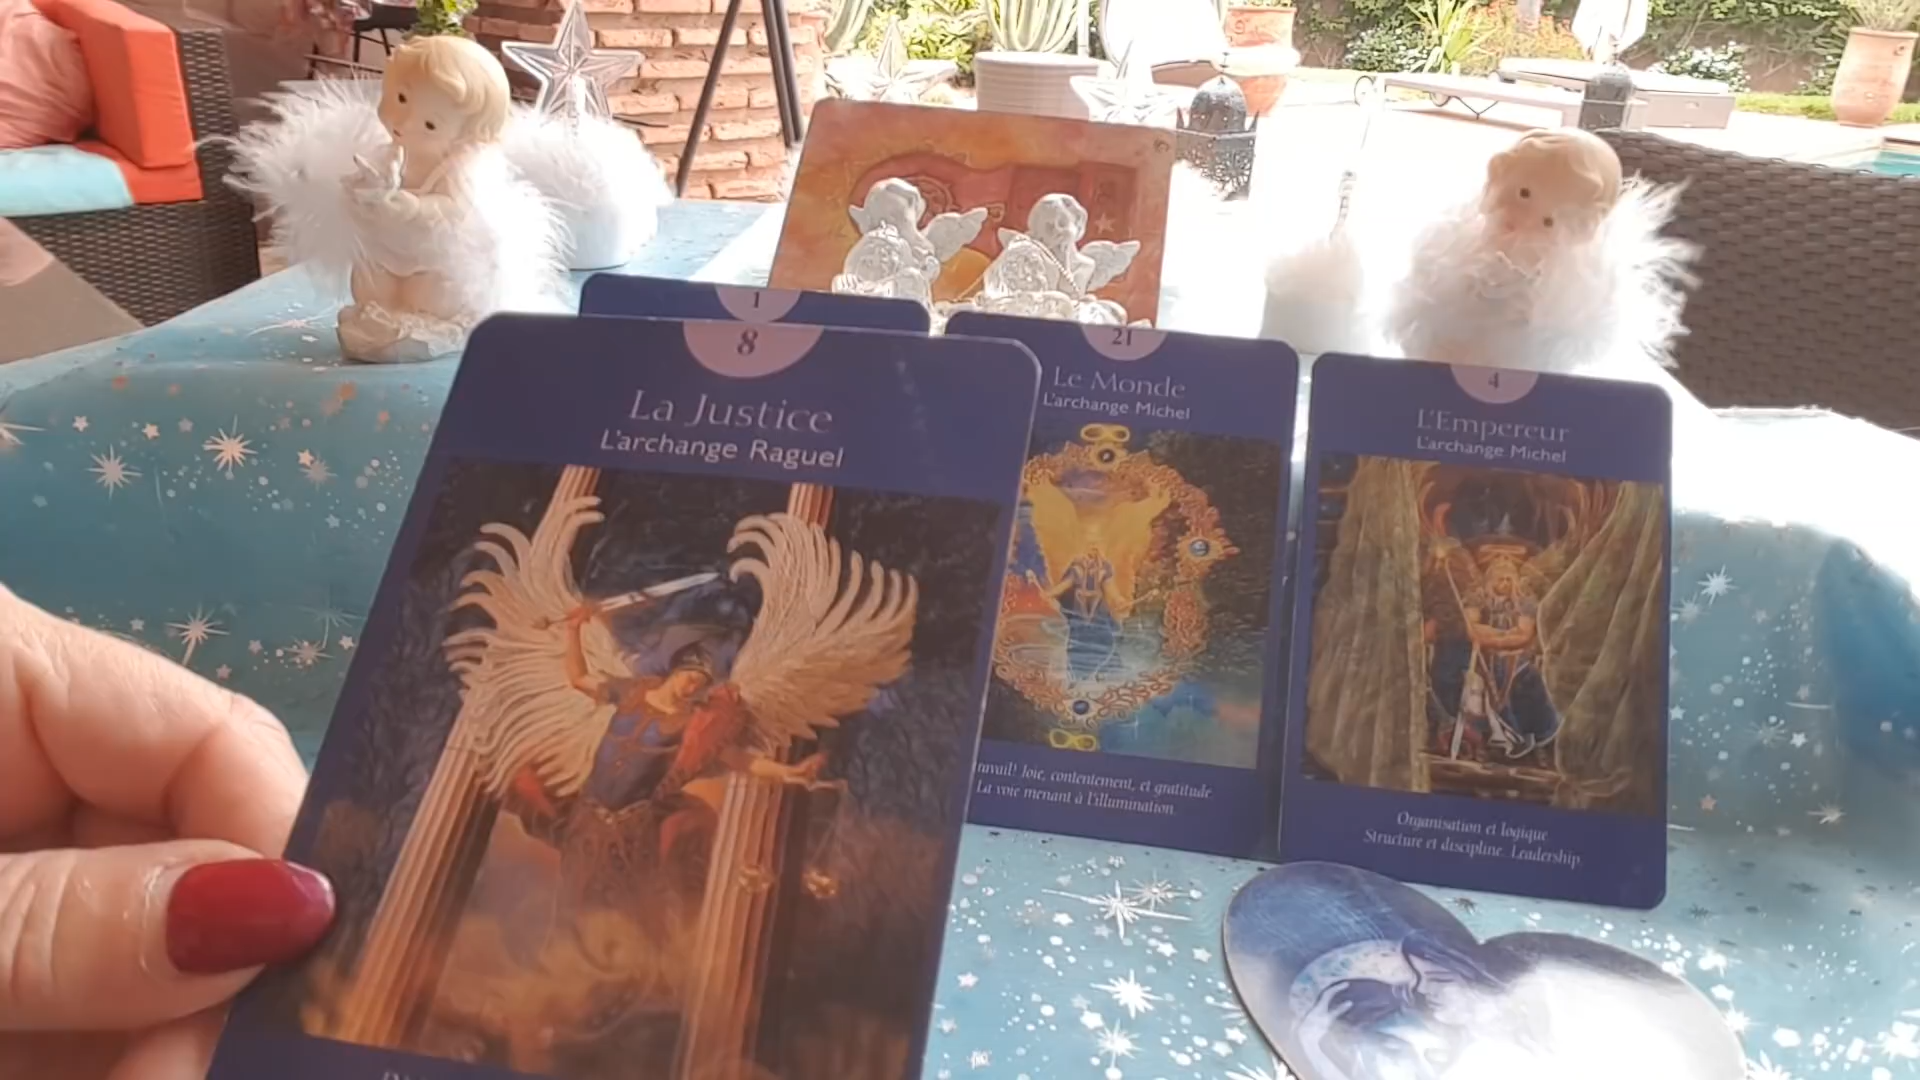 1
8
La Justice
L'archange Raguel
21
Le Monde
L'archange Michel
joie, contentement, et gratitude.
La voie menant à l'illumination.
4
L'Empereur
L'archange Michel
Organisation et logique
Structure et discipline. Leadership.